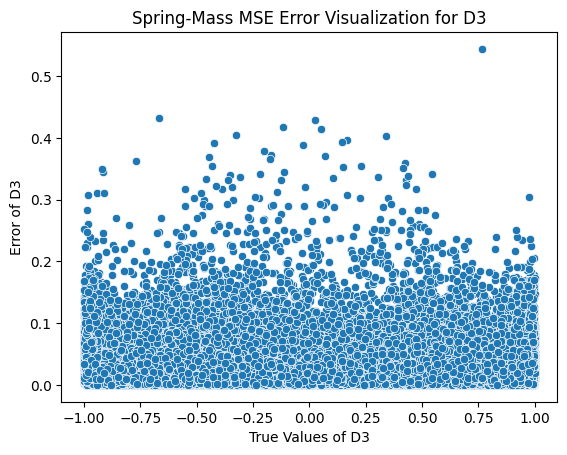 Spring-Mass MSE Error Visualization for D3
Error of D3
0.5
0.4
0.3
0.2
0.1
0.0
−1.00 −0.75 −0.50 −0.25 0.00 0.25 0.50 0.75 1.00
True Values of D3